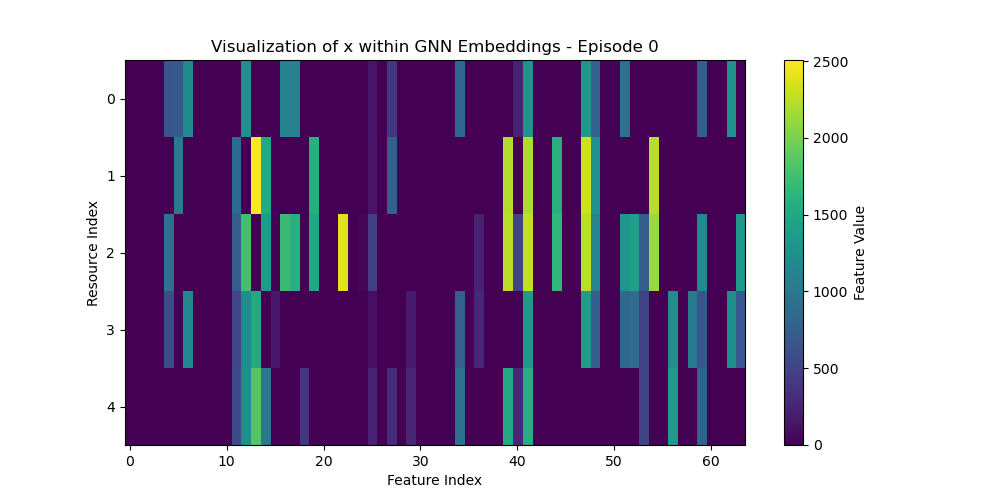 Visualization of x within GNN Embeddings - Episode 0
Resource Index
0
1
2
3
4
0 10 20 30 40 50 60
Feature Index
2500
2000
1500
1000
500
0
Feature Value